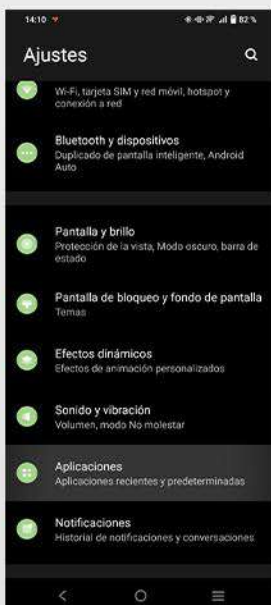 14:10 82%
Ajustes
Wi-Fi, tarjeta SIM y red móvil, hotspot y
conexión a red
Bluetooth y dispositivos
Duplicado de pantalla inteligente, Android
Auto
Pantalla y brillo
Protección de la vista, Modo oscuro, barra de
estado
Pantalla de bloqueo y fondo de pantalla
Temas
Efectos dinámicos
Efectos de animación personalizados
Sonido y vibración
Volumen, modo No molestar
Aplicaciones
Aplicaciones recientes y predeterminadas
Notificaciones
Historial de notificaciones y conversaciones